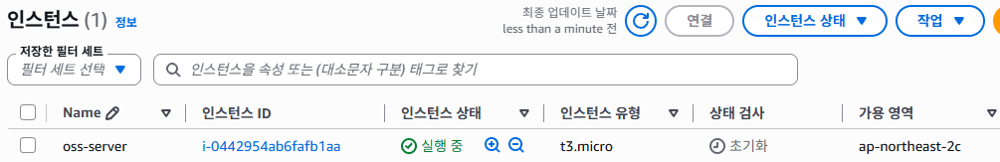 인스턴스 (1) 정보
최종 업데이트 날짜
less than a minute 전
연결
인스턴스 상태
작업
저장한 필터 세트
필터 세트 선택
인스턴스을 속성 또는 (대소문자 구분) 태그로 찾기
Name 인스턴스 ID 인스턴스 상태 인스턴스 유형 상태 검사 가용 영역
oss-server i-0442954ab6fafb1aa 실행 중 t3.micro 초기화 ap-northeast-2c